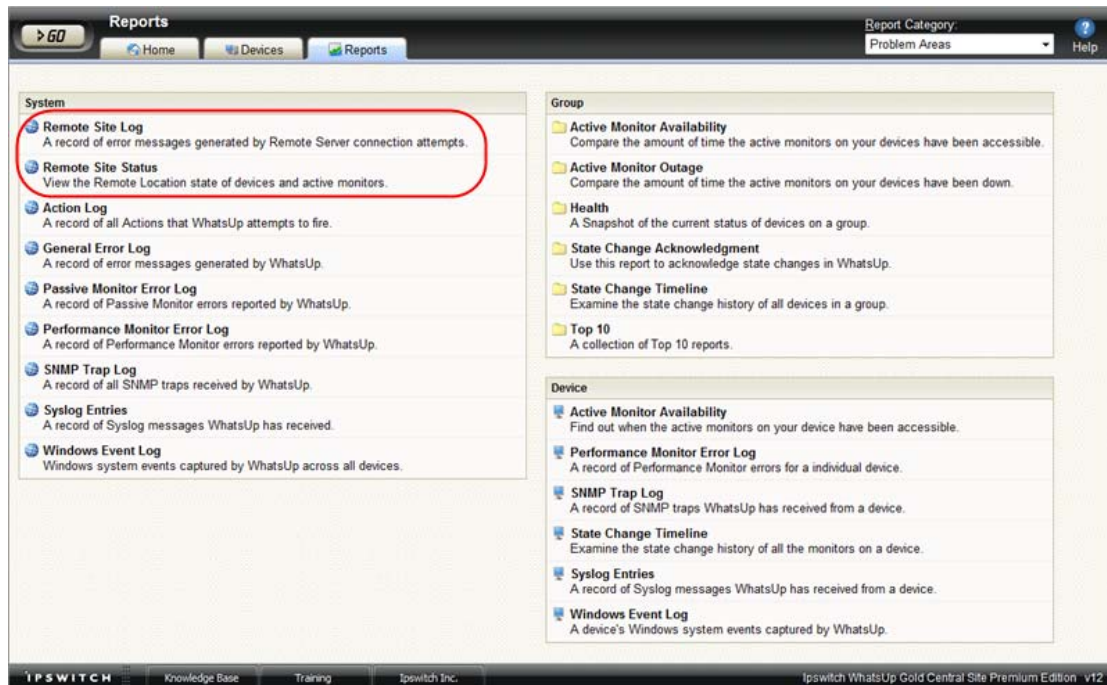 Reports
GO
Home
Devices
Reports
Report Category:
Problem Areas
Help
System
Remote Site Log
A record of error messages generated by Remote Server connection attempts.
Remote Site Status
View the Remote Location state of devices and active monitors.
Action Log
A record of all Actions that WhatsUp attempts to fire.
General Error Log
A record of error messages generated by WhatsUp.
Passive Monitor Error Log
A record of Passive Monitor errors reported by WhatsUp.
Performance Monitor Error Log
A record of Performance Monitor errors reported by WhatsUp.
SNMP Trap Log
A record of all SNMP traps received by WhatsUp.
Syslog Entries
A record of Syslog messages WhatsUp has received.
Windows Event Log
Windows system events captured by WhatsUp across all devices.
Group
Active Monitor Availability
Compare the amount of time the active monitors on your devices have been accessible.
Active Monitor Outage
Compare the amount of time the active monitors on your devices have been down.
Health
A Snapshot of the current status of devices on a group.
State Change Acknowledgment
Use this report to acknowledge state changes in WhatsUp.
State Change Timeline
Examine the state change history of all devices in a group.
Top 10
A collection of Top 10 reports.
Device
Active Monitor Availability
Find out when the active monitors on your device have been accessible.
Performance Monitor Error Log
A record of Performance Monitor errors for a individual device.
SNMP Trap Log
A record of SNMP traps WhatsUp has received from a device.
State Change Timeline
Examine the state change history of all the monitors on a device.
Syslog Entries
A record of Syslog messages WhatsUp has received from a device.
Windows Event Log
A device's Windows system events captured by WhatsUp.
IPSWITCH
Knowledge Base
Training
Ipswitch Inc.
Ipswitch WhatsUp Gold Central Site Premium Edition v12